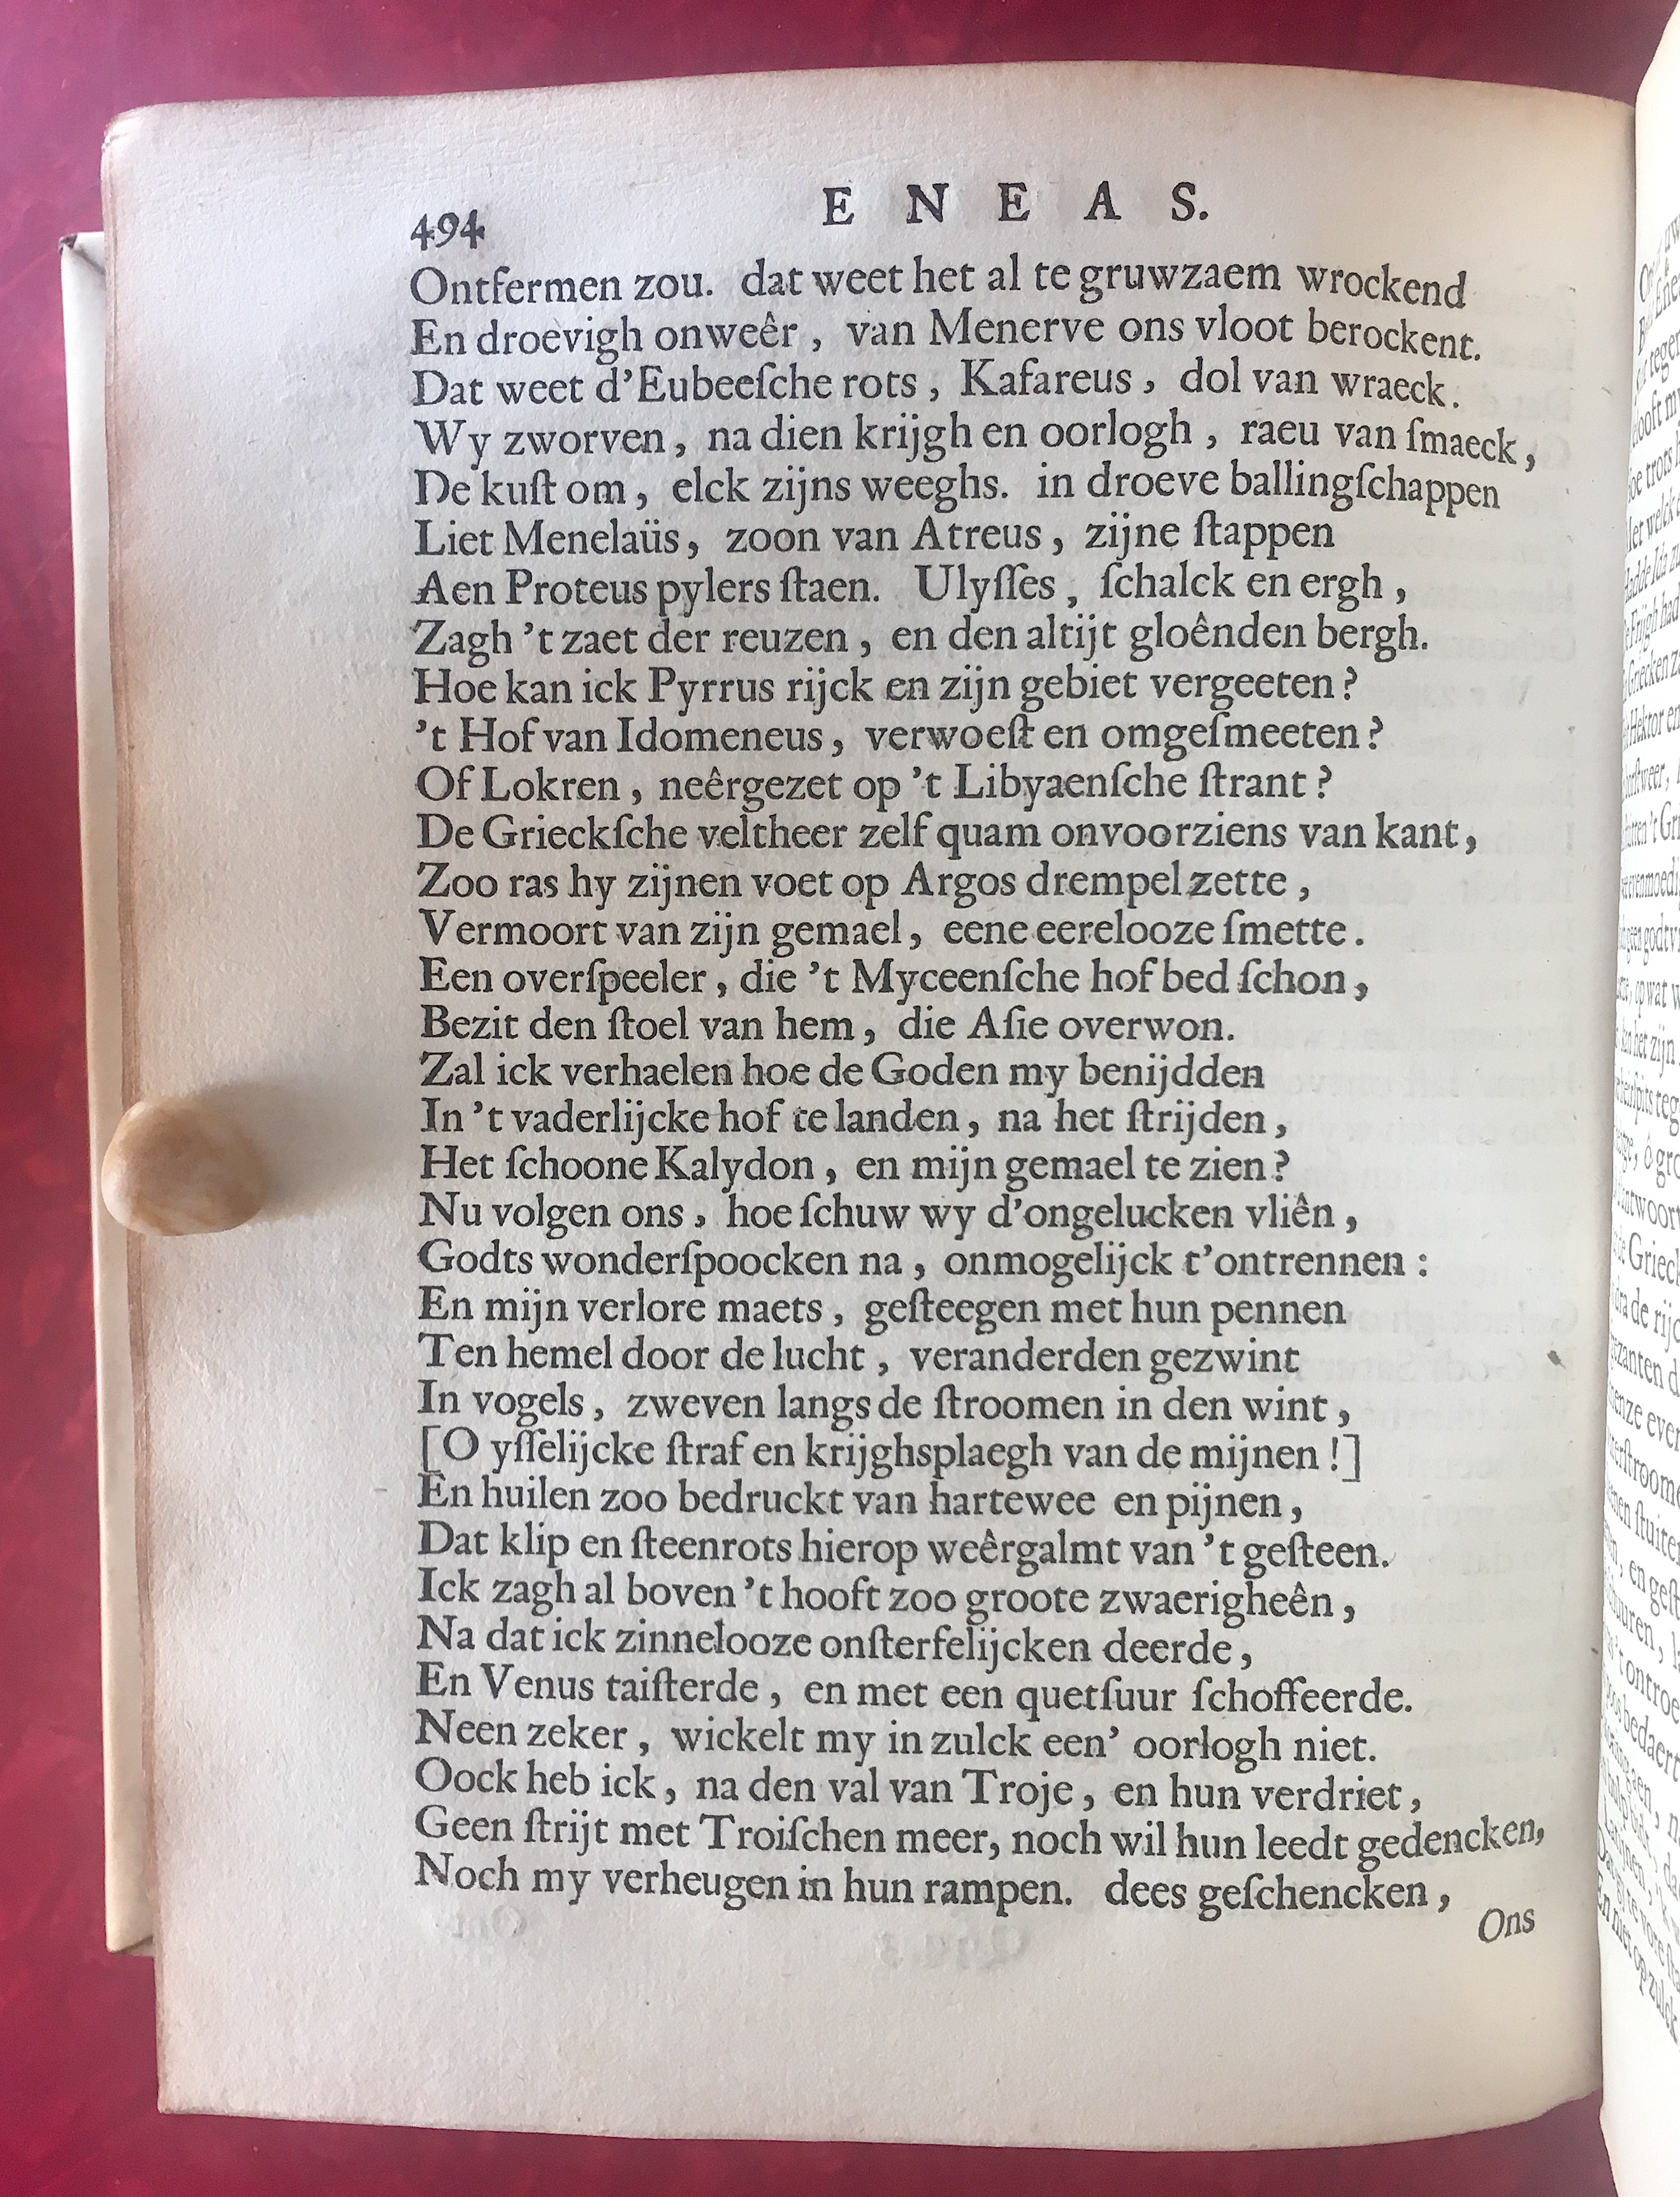 494
E N E A S.
Ontfermen zou. dat weet het al te gruwzaem wrockend
En droevigh onweêr, van Menerve ons vloot berockent.
Dat weet d'Eubeeſche rots, Kafareus, dol van wraeck.
Wy zworven, na dien krijgh en oorlogh, raeu van ſmaeck,
De kuſt om, elck zijns weeghs. in droeve ballingſchappen
Liet Menelaüs, zoon van Atreus, zijne ſtappen
Aen Proteus pylers ſtaen. Ulyſſes, ſchalck en ergh,
Zagh 't zaet der reuzen, en den altijt gloênden bergh.
Hoe kan ick Pyrrus rijck en zijn gebiet vergeeten?
't Hof van Idomeneus, verwoeſt en omgeſmeeten?
Of Lokren, neêrgezet op 't Libyaenſche ſtrant?
De Grieckſche veltheer zelf quam onvoorziens van kant,
Zoo ras hy zijnen voet op Argos drempel zette,
Vermoort van zijn gemael, eene eerelooze ſmette.
Een overſpeeler, die 't Myceenſche hof bed ſchon,
Bezit den ſtoel van hem, die Aſie overwon.
Zal ick verhaelen hoe de Goden my benijdden
In 't vaderlijcke hof te landen, na het ſtrijden,
Het ſchoone Kalydon, en mijn gemael te zien?
Nu volgen ons, hoe ſchuw wy d'ongelucken vliên,
Godts wonderſpoocken na, onmogelijck t'ontrennen:
En mijn verlore maets, geſteegen met hun pennen
Ten hemel door de lucht, veranderden gezwint
In vogels, zweven langs de ſtroomen in den wint,
[O yſſelijcke ſtraf en krijghsplaegh van de mijnen!]
En huilen zoo bedruckt van hartewee en pijnen,
Dat klip en ſteenrots hierop weêrgalmt van 't geſteen.
Ick zagh al boven 't hooft zoo groote zwaerigheên,
Na dat ick zinnelooze onſterfelijcken deerde,
En Venus taiſterde, en met een quetſuur ſchoffeerde.
Neen zeker, wickelt my in zulck een' oorlogh niet.
Oock heb ick, na den val van Troje, en hun verdriet,
Geen ſtrijt met Troiſchen meer, noch wil hun leedt gedencken,
Noch my verheugen in hun rampen. dees geſchencken,
Ons